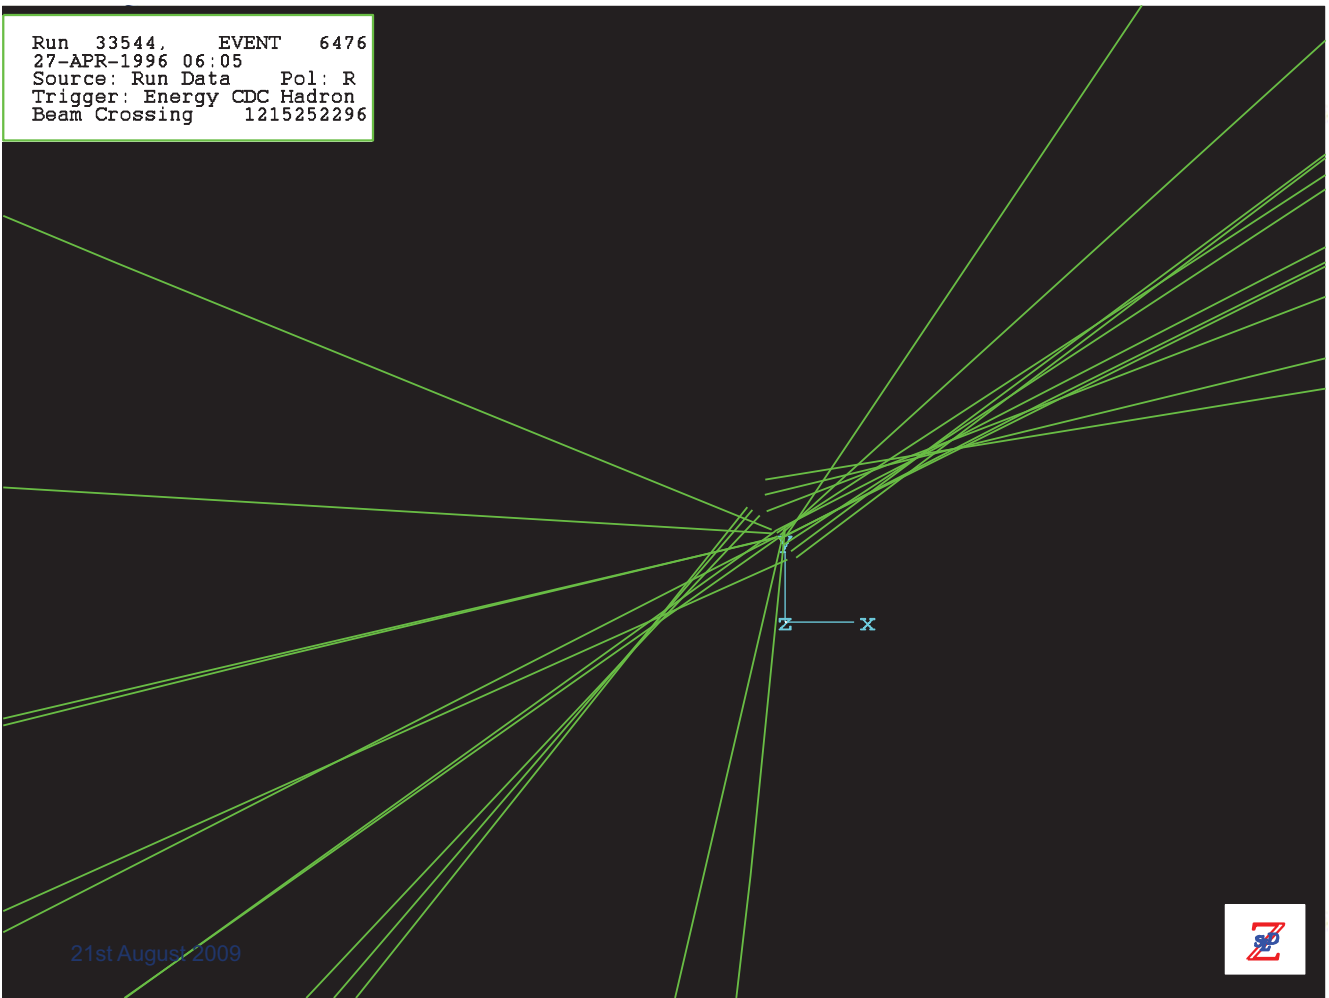 Run 33544, EVENT 6476
27-APR-1996 06:05
Source: Run Data Pol: R
Trigger: Energy CDC Hadron
Beam Crossing 1215252296
Y
Z X
21st August 2009
SLD